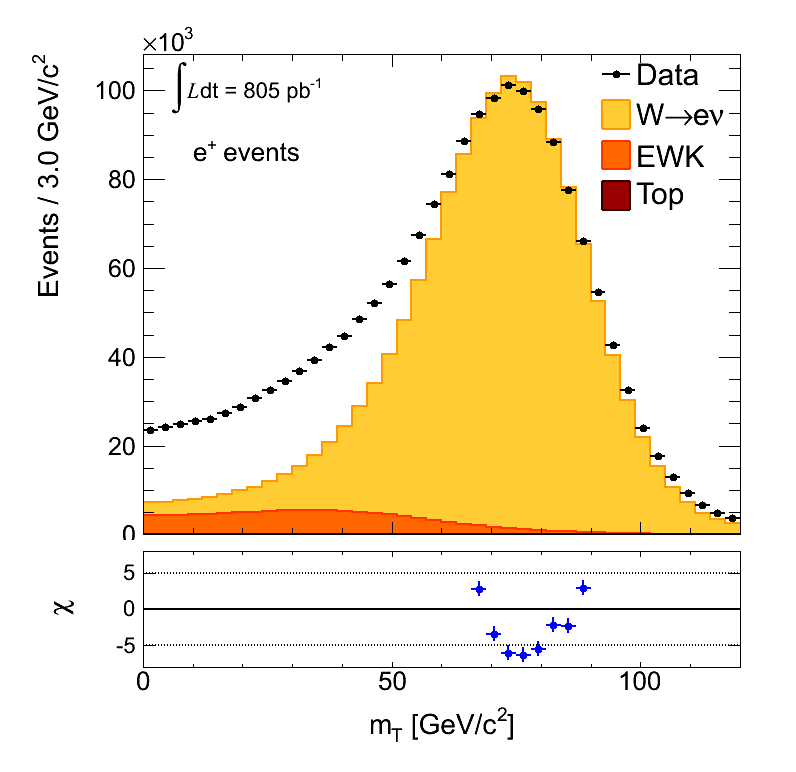 ×10³
∫ Ldt = 805 pb⁻¹
e⁺ events
Data
W→eν
EWK
Top
Events / 3.0 GeV/c²
100
80
60
40
20
0
χ
5
0
-5
0 50 100
m_T [GeV/c²]